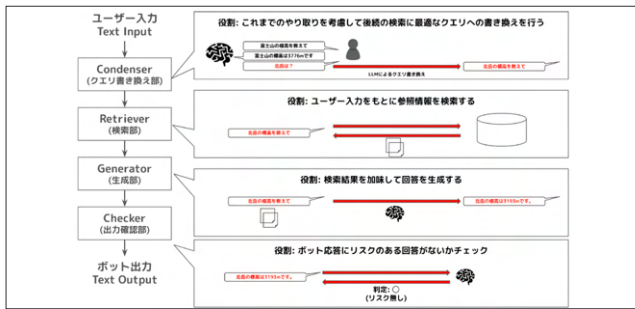 ユーザー入力
Text Input
Condenser
(クエリ書き換え部)
Retriever
(検索部)
Generator
(生成部)
Checker
(出力確認部)
ボット出力
Text Output
役割: これまでのやり取りを考慮して後続の検索に最適なクエリへの書き換えを行う
富士山の標高を教えて
富士山の標高は3776mです
北岳は?
LLMによるクエリ書き換え
北岳の標高を教えて
役割: ユーザー入力をもとに参照情報を検索する
北岳の標高を教えて
役割: 検索結果を加味して回答を生成する
北岳の標高を教えて
北岳の標高は3193mです。
役割: ボット応答にリスクのある回答がないかチェック
北岳の標高は3193mです。
判定: ○
(リスク無し)